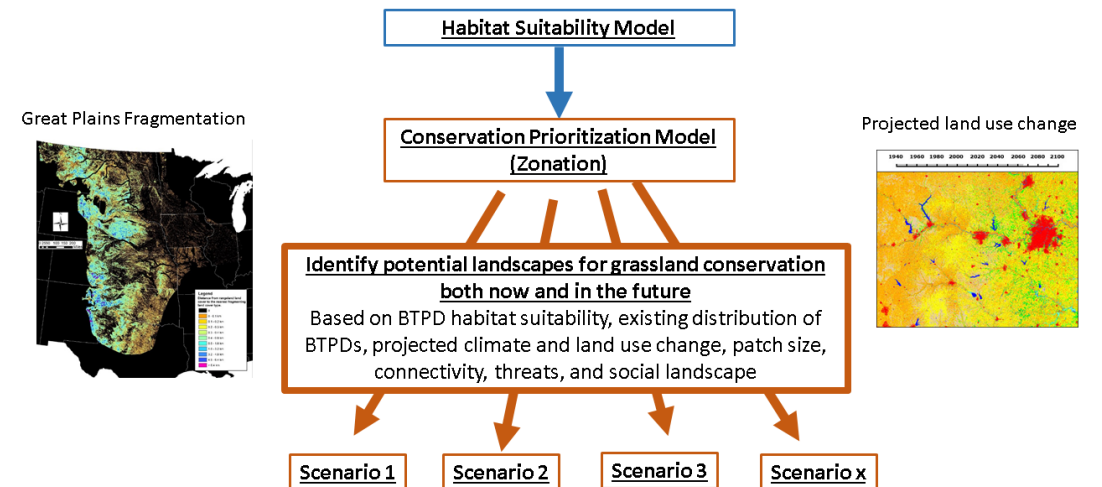 Habitat Suitability Model
Great Plains Fragmentation
Conservation Prioritization Model
(Zonation)
Projected land use change
1940 1960 1980 2000 2020 2040 2060 2080 2100
Legend
Identify potential landscapes for grassland conservation
both now and in the future
Based on BTPD habitat suitability, existing distribution of
BTPDs, projected climate and land use change, patch size,
connectivity, threats, and social landscape
Scenario 1
Scenario 2
Scenario 3
Scenario x